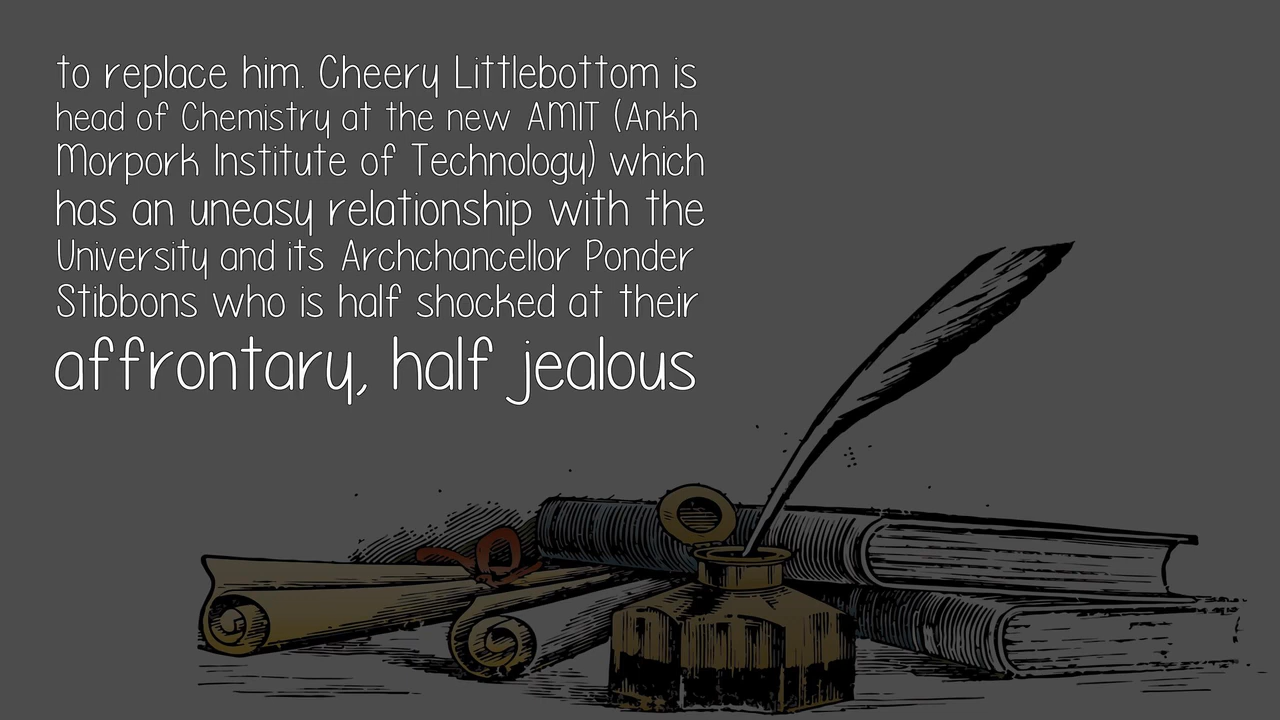 to replace him. Cheery Littlebottom is
head of Chemistry at the new AMIT (Ankh
Morpork Institute of Technology) which
has an uneasy relationship with the
University and its Archchancellor Ponder
Stibbons who is half shocked at their
affrontary, half jealous